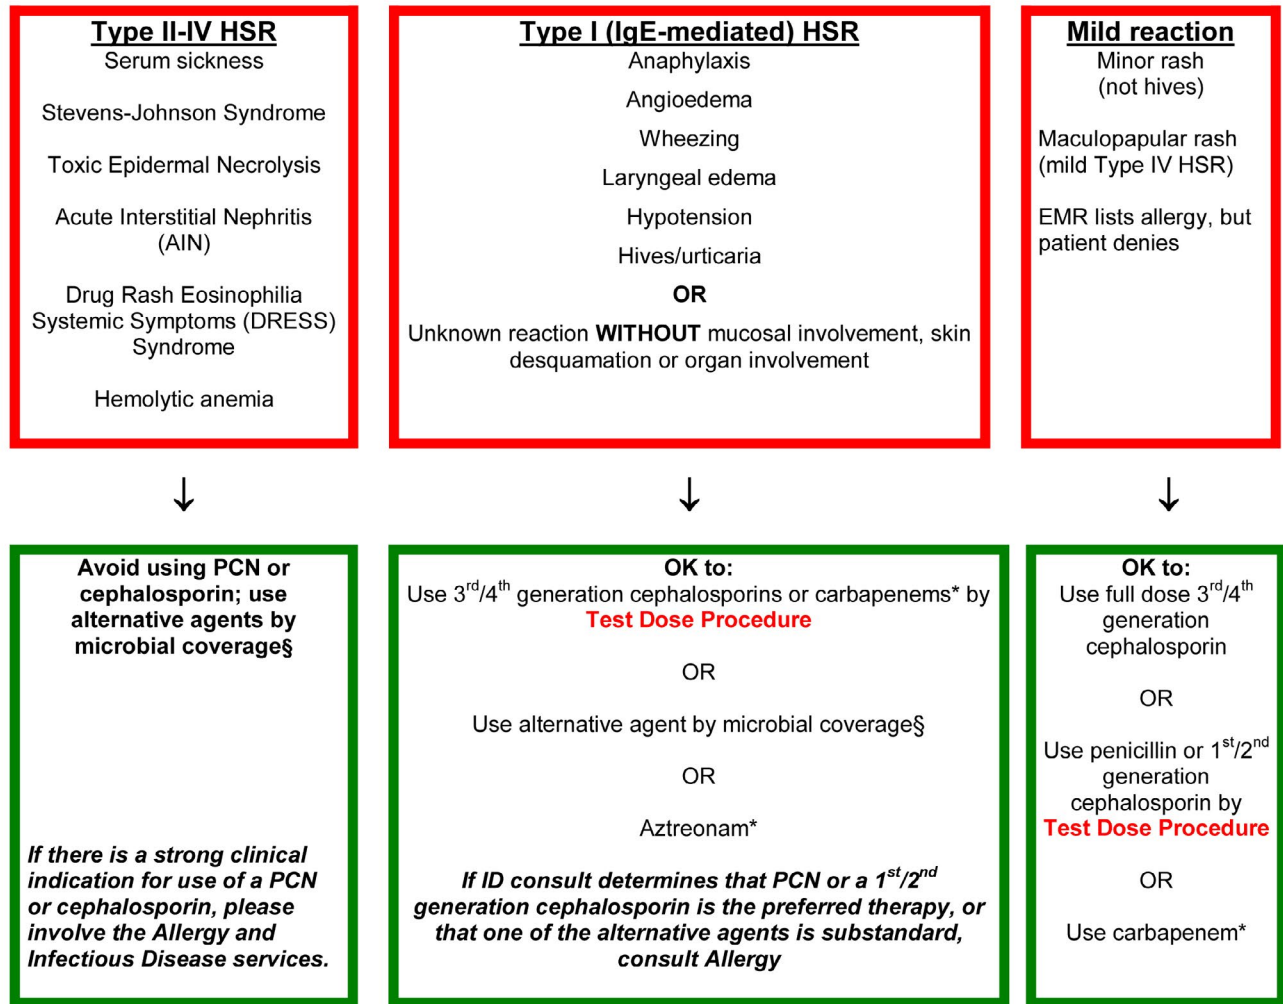 Type II-IV HSR
Serum sickness
Stevens-Johnson Syndrome
Toxic Epidermal Necrolysis
Acute Interstitial Nephritis
(AIN)
Drug Rash Eosinophilia
Systemic Symptoms (DRESS)
Syndrome
Hemolytic anemia
Type I (IgE-mediated) HSR
Anaphylaxis
Angioedema
Wheezing
Laryngeal edema
Hypotension
Hives/urticaria
OR
Unknown reaction WITHOUT mucosal involvement, skin
desquamation or organ involvement
Mild reaction
Minor rash
(not hives)
Maculopapular rash
(mild Type IV HSR)
EMR lists allergy, but
patient denies
↓
↓
↓
Avoid using PCN or
cephalosporin; use
alternative agents by
microbial coverage§
If there is a strong clinical
indication for use of a PCN
or cephalosporin, please
involve the Allergy and
Infectious Disease services.
OK to:
Use 3rd/4th generation cephalosporins or carbapenems* by
Test Dose Procedure
OR
Use alternative agent by microbial coverage§
OR
Aztreonam*
If ID consult determines that PCN or a 1st/2nd
generation cephalosporin is the preferred therapy, or
that one of the alternative agents is substandard,
consult Allergy
OK to:
Use full dose 3rd/4th
generation
cephalosporin
OR
Use penicillin or 1st/2nd
generation
cephalosporin by
Test Dose Procedure
OR
Use carbapenem*